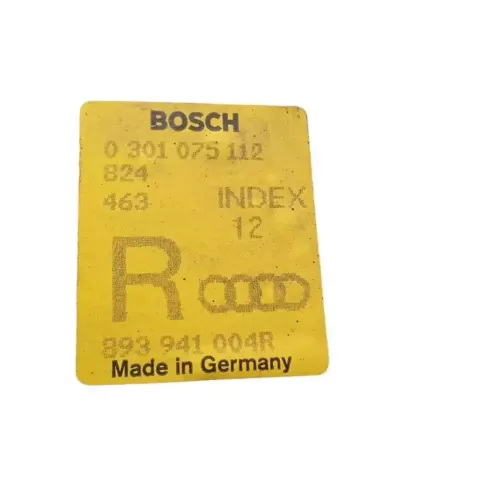 BOSCH
0 301 075 112
824
463 INDEX
12
R
893 941 004R
Made in Germany